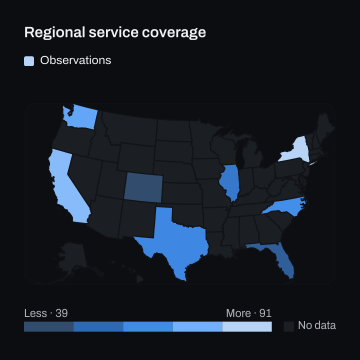 Regional service coverage
Observations
Less · 39
More · 91
No data